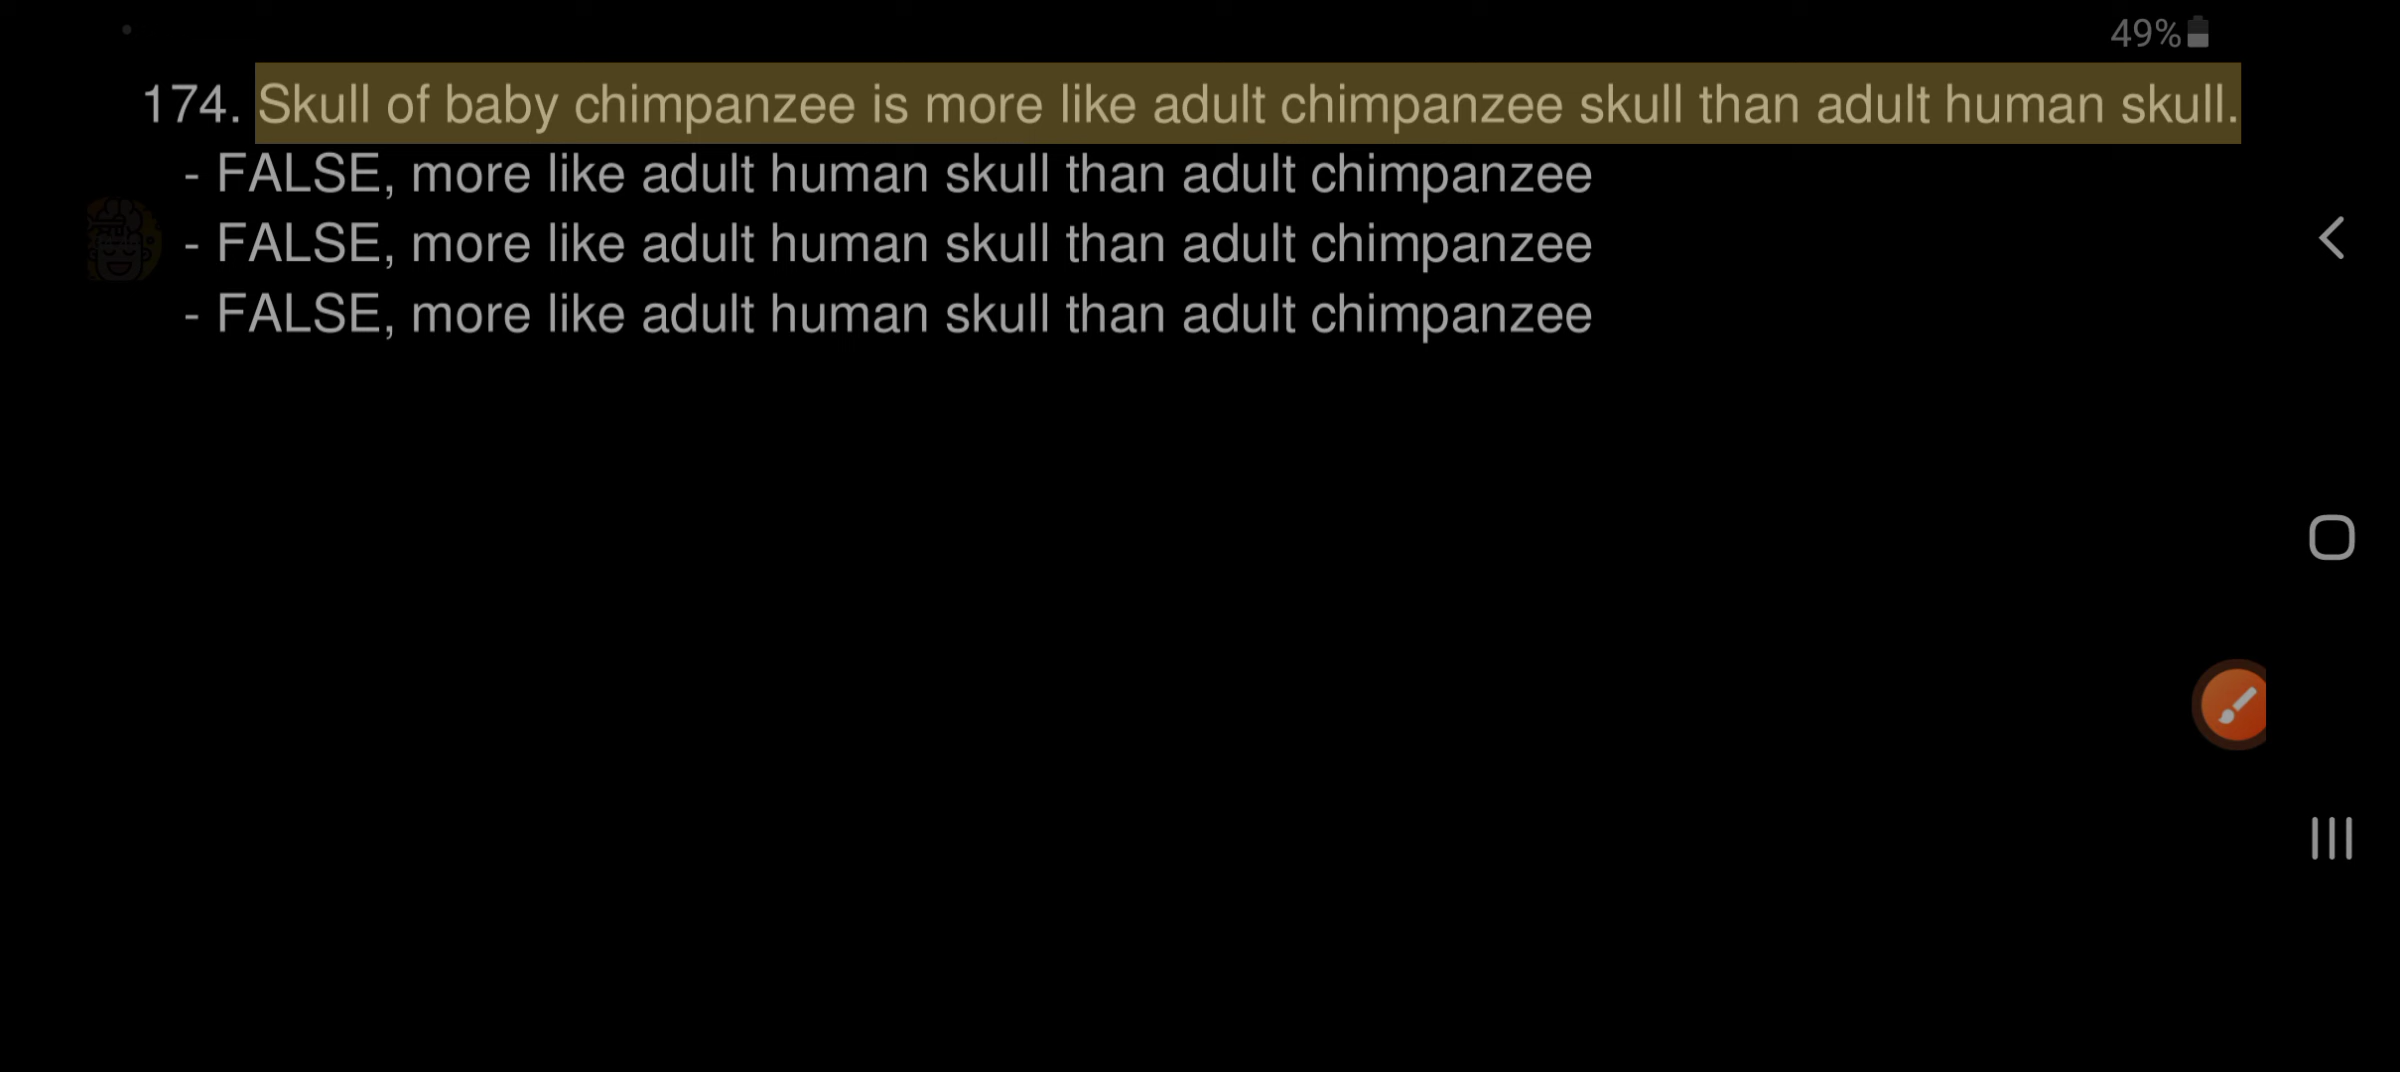 49%
174. Skull of baby chimpanzee is more like adult chimpanzee skull than adult human skull.
- FALSE, more like adult human skull than adult chimpanzee
- FALSE, more like adult human skull than adult chimpanzee
- FALSE, more like adult human skull than adult chimpanzee